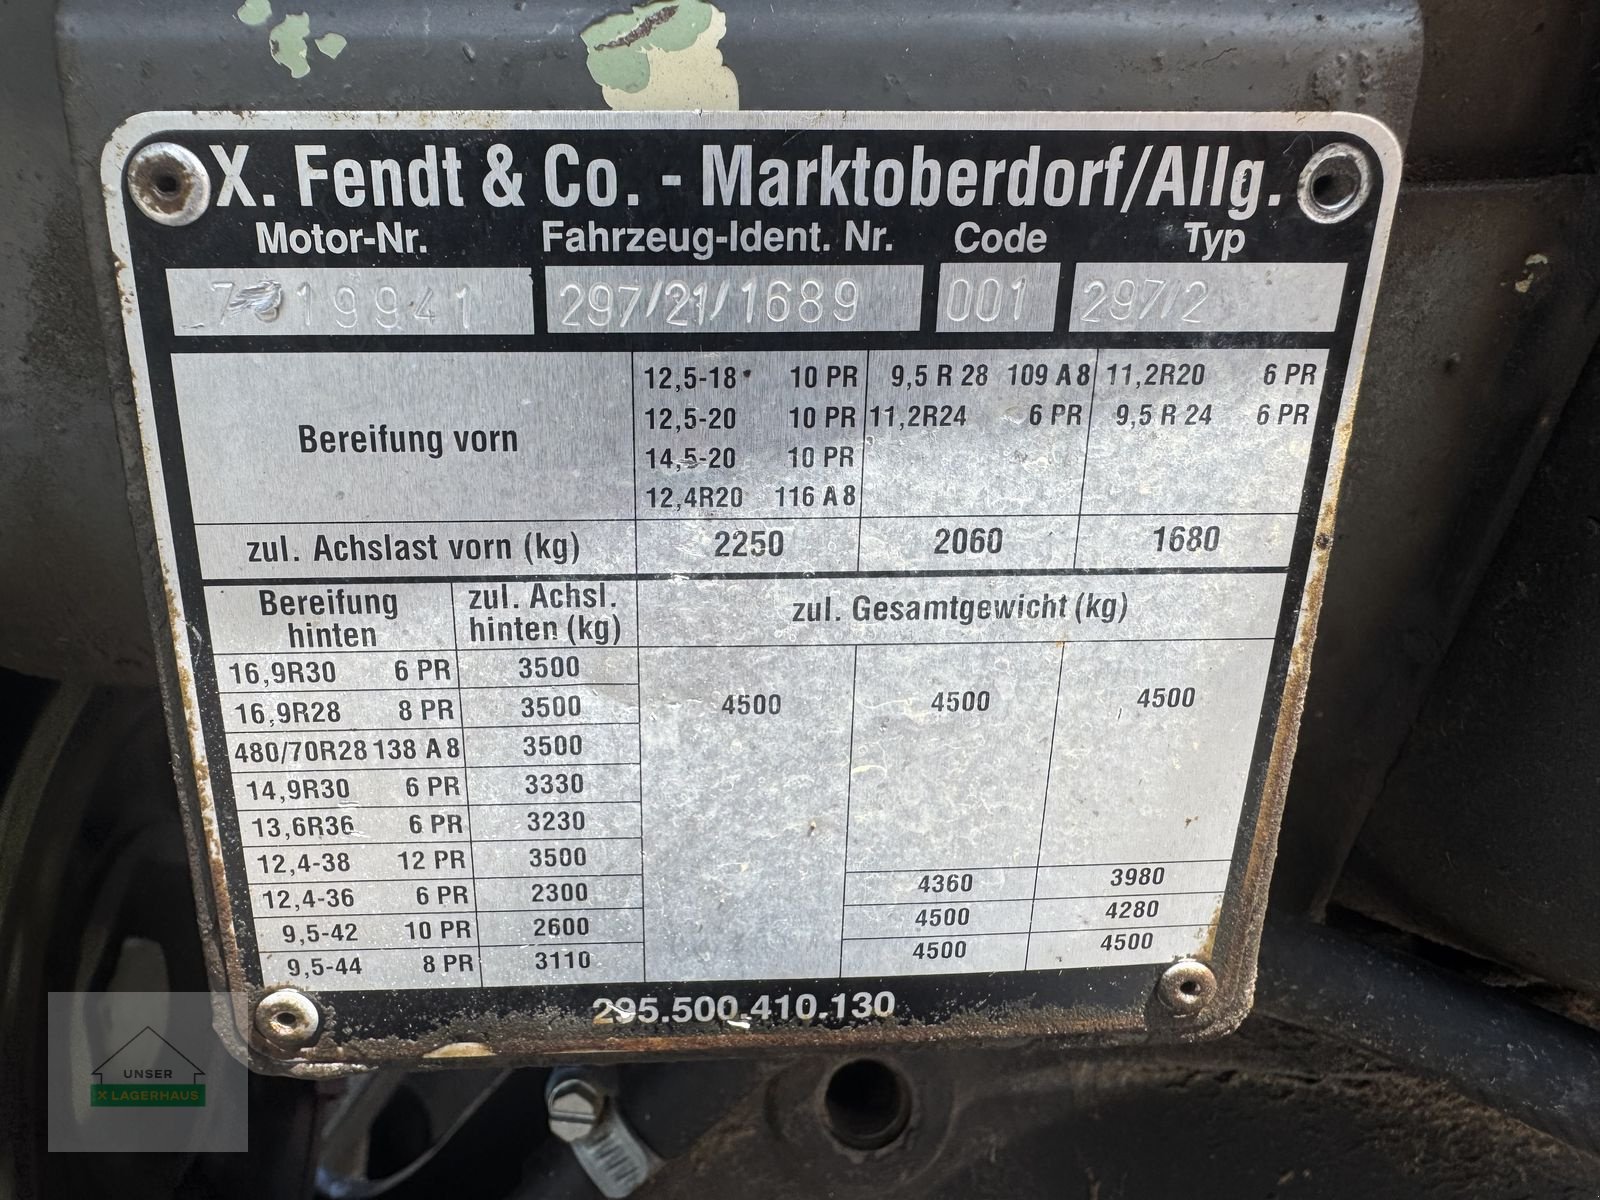 X. Fendt & Co. - Marktoberdorf/Allg.
Motor-Nr. Fahrzeug-Ident. Nr. Code Typ
297/21/1689 001 297/2
Bereifung vorn
12,5-18 10 PR 9,5 R 28 109 A8 11,2R20 6 PR
12,5-20 10 PR 11,2R24 6 PR 9,5 R 24 6 PR
14,5-20 10 PR
12,4R20 116 A8
zul. Achslast vorn (kg) 2250 2060 1680
Bereifung hinten zul. Achsl. hinten (kg) zul. Gesamtgewicht (kg)
16,9R30 6 PR 3500
16,9R28 8 PR 3500 4500 4500 4500
480/70R28 138 A8 3500
14,9R30 6 PR 3330
13,6R36 6 PR 3230
12,4-38 12 PR 3500
12,4-36 6 PR 2300 4360 3980
9,5-42 10 PR 2600 4500 4280
9,5-44 8 PR 3110 4500 4500
295.500.410.130
UNSER
X LAGERHAUS